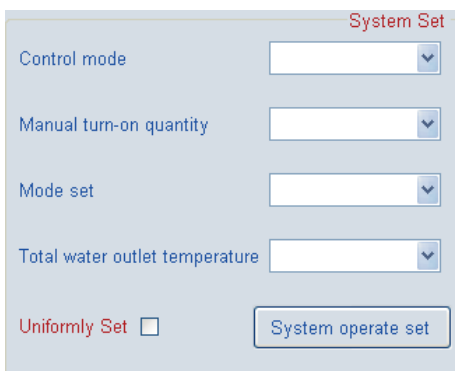 System Set
Control mode
Manual turn-on quantity
Mode set
Total water outlet temperature
Uniformly Set
System operate set